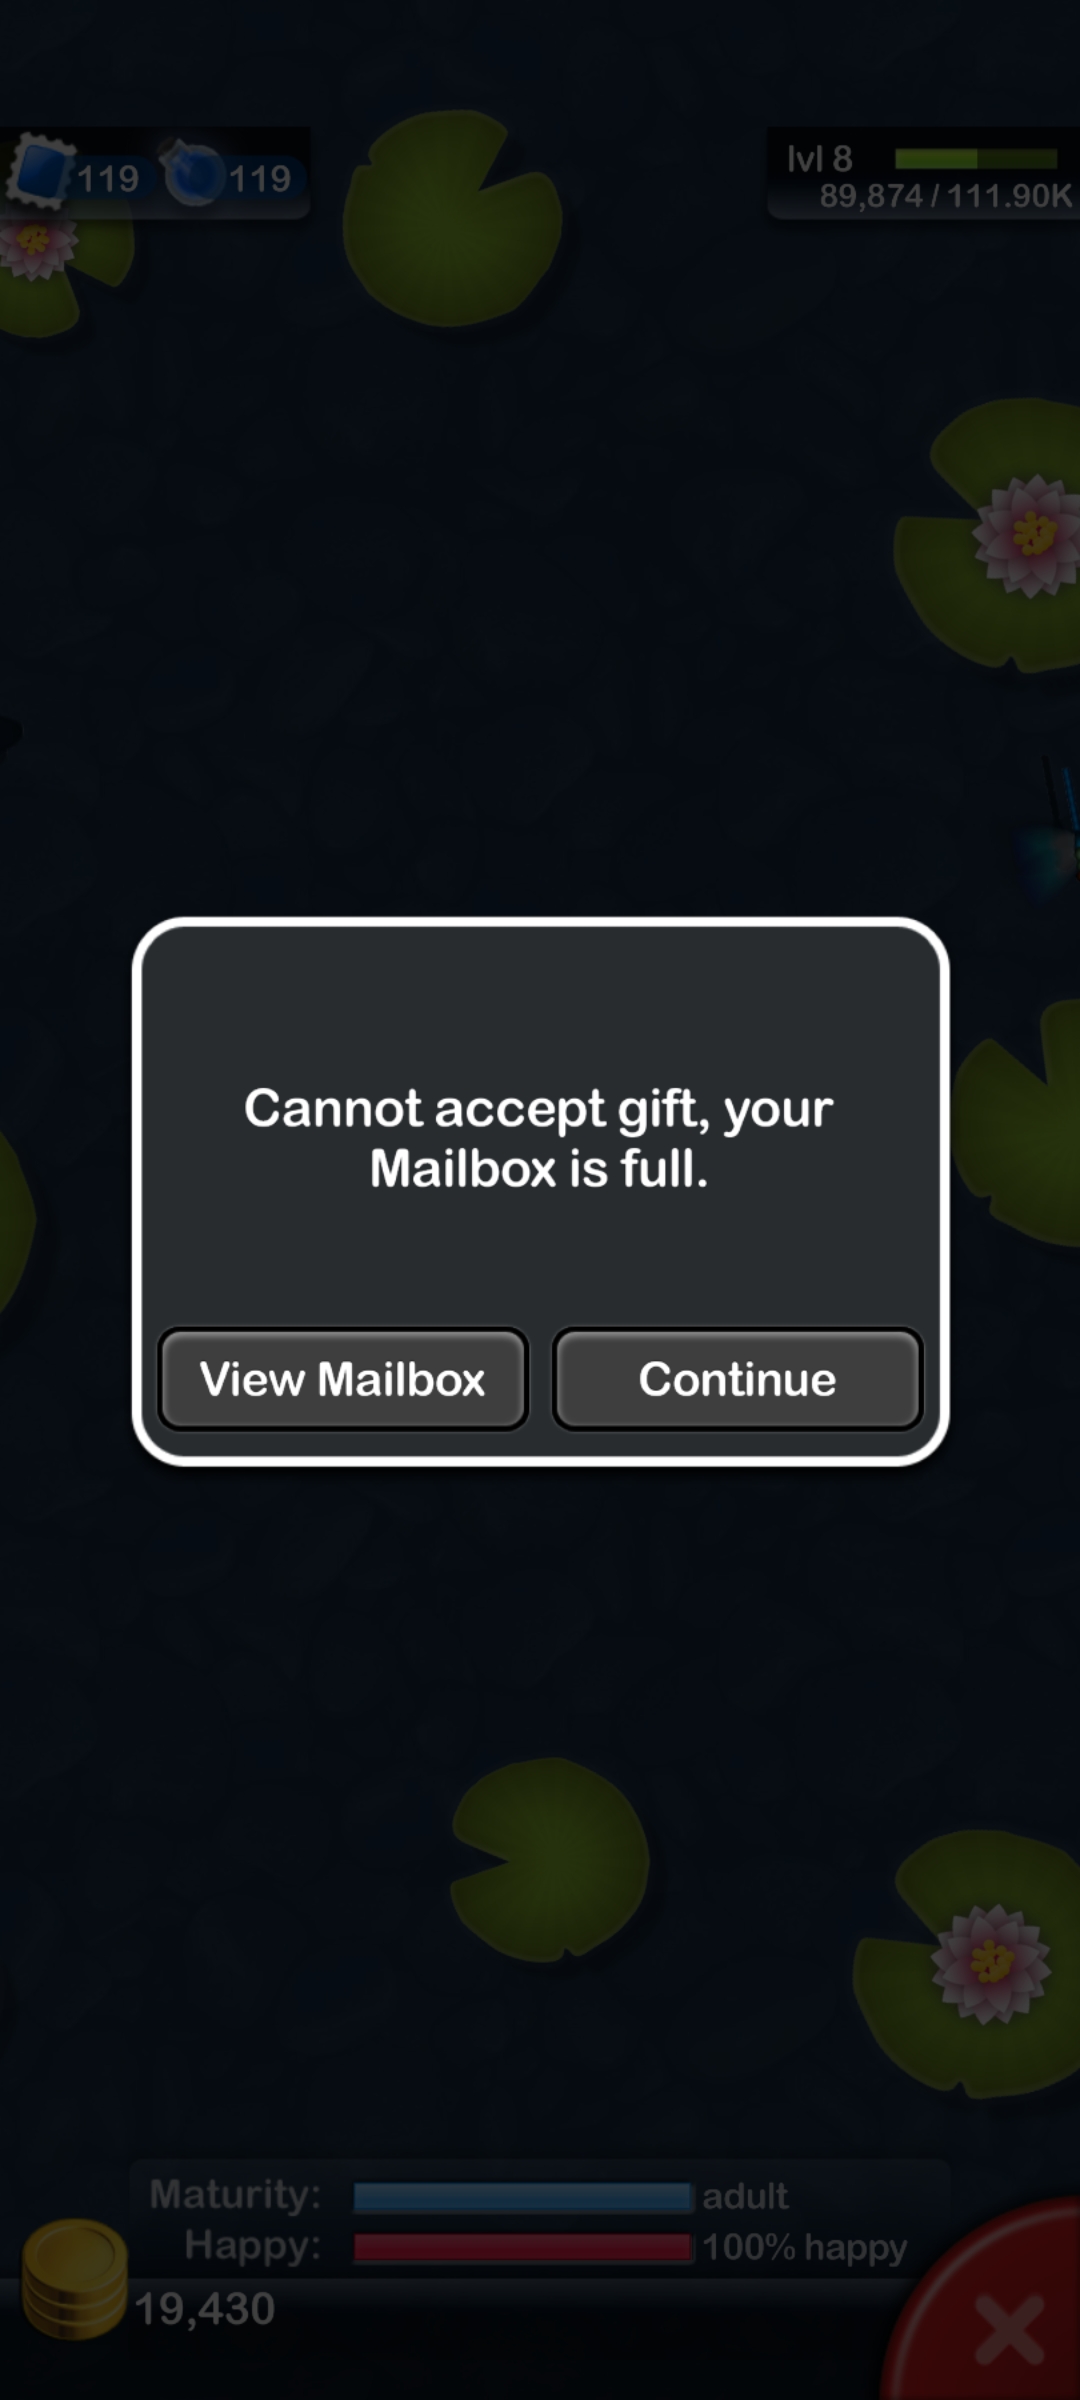 119 119
lvl 8
89,874 / 111.90K
Cannot accept gift, your
Mailbox is full.
View Mailbox Continue
Maturity: adult
Happy: 100% happy
19,430